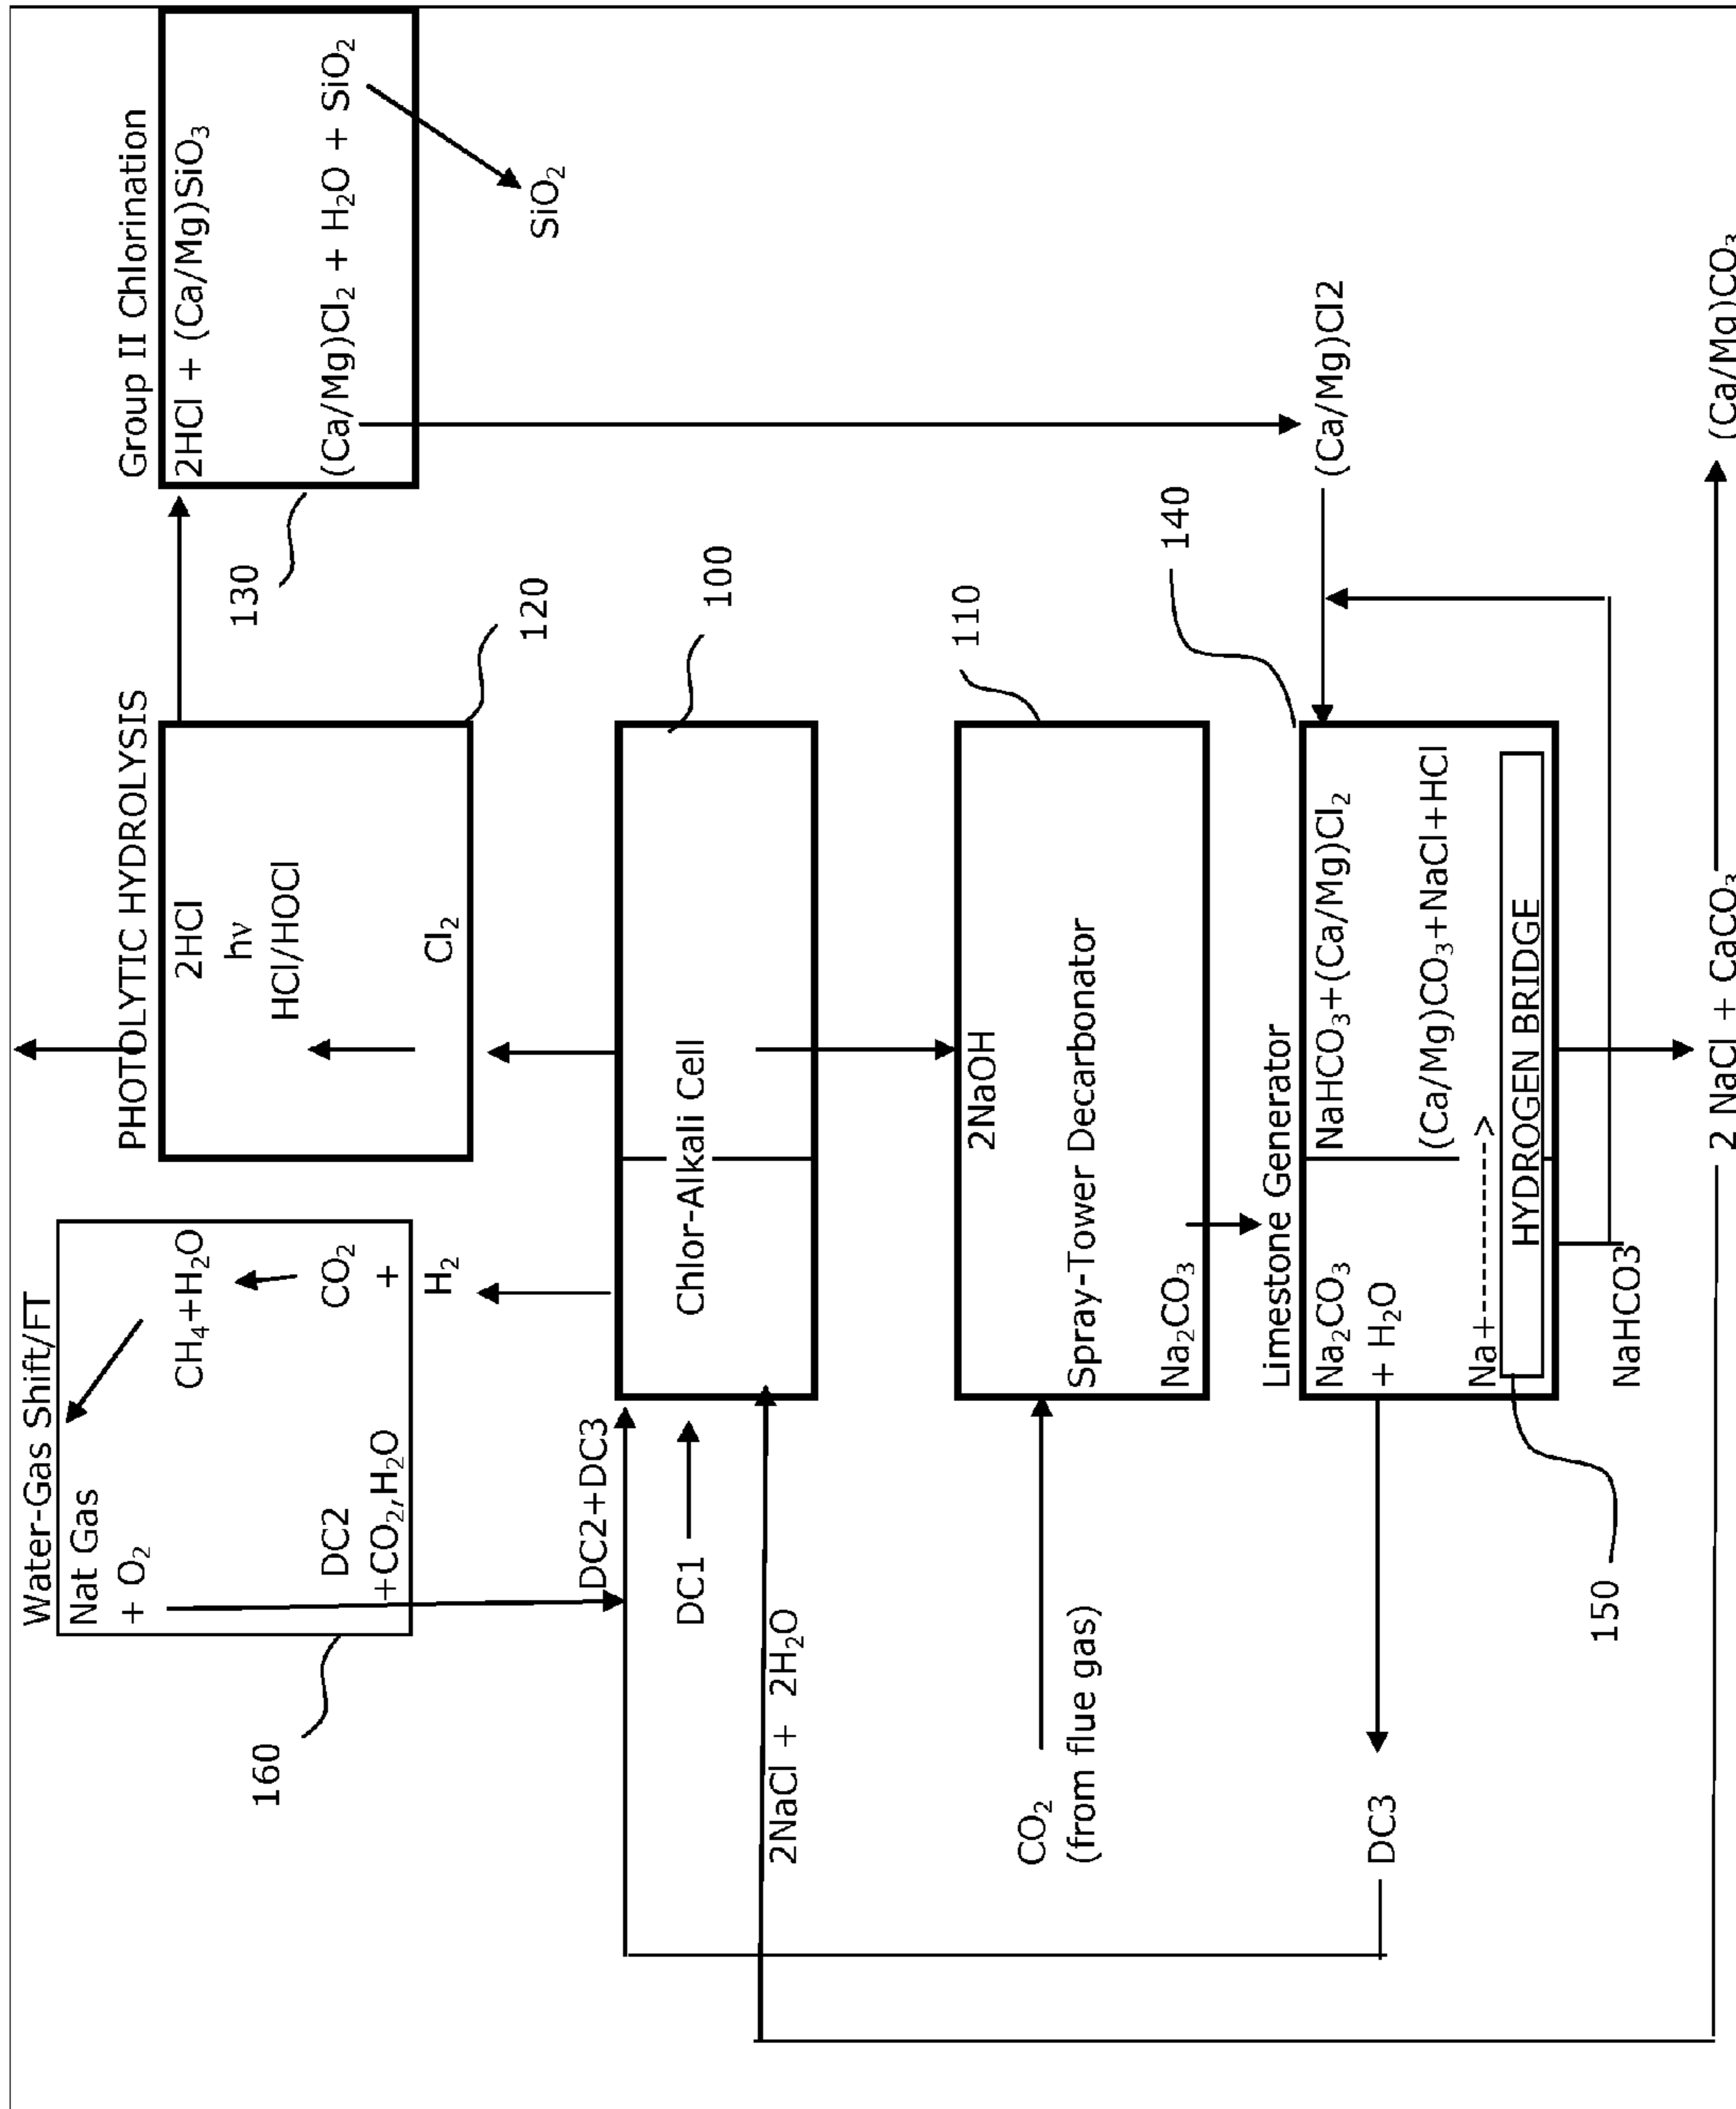 Water-Gas Shift/FT
Nat Gas
+ O₂
CH₄+H₂O
DC2
+CO₂,H₂O
CO₂
+
H₂
160
PHOTOLYTIC HYDROLYSIS
2HCl
hν
HCl/HOCl
Cl₂
120
Group II Chlorination
2HCl + (Ca/Mg)SiO₃
(Ca/Mg)Cl₂ + H₂O + SiO₂
130
SiO₂
DC2+DC3
DC1
2NaCl + 2H₂O
Chlor-Alkali Cell
100
CO₂
(from flue gas)
2NaOH
Spray-Tower Decarbonator
Na₂CO₃
110
Limestone Generator
140
Na₂CO₃
+ H₂O
NaHCO₃+(Ca/Mg)Cl₂
(Ca/Mg)Cl2
DC3
(Ca/Mg)CO₃+NaCl+HCl
Na+---------->
HYDROGEN BRIDGE
150
NaHCO3
2 NaCl + CaCO₃
(Ca/Mg)CO₃